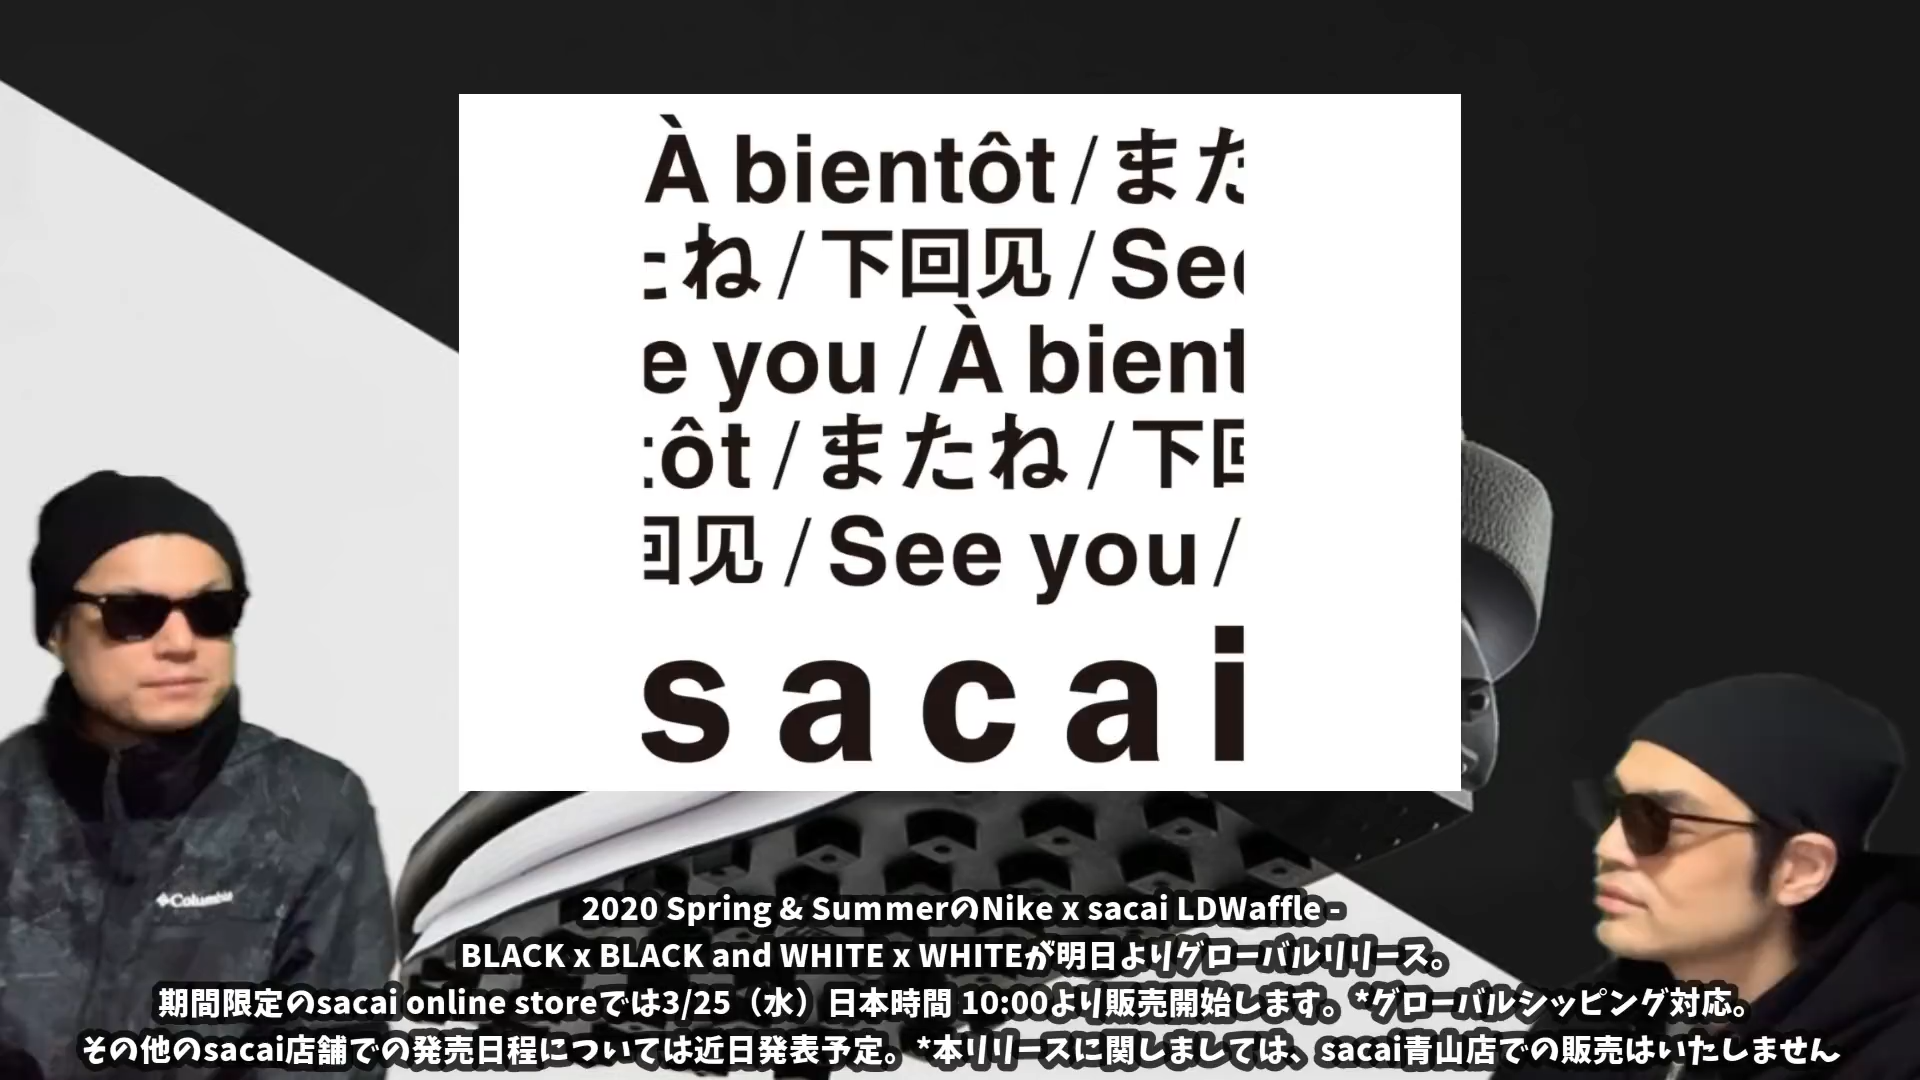 À bientôt / また
たね / 下回见 / See
e you / À bient
tôt / またね / 下回
回见 / See you /
sacai
Columbia
2020 Spring & SummerのNike x sacai LDWaffle -
BLACK x BLACK and WHITE x WHITEが明日よりグローバルリリース。
期間限定のsacai online storeでは3/25（水）日本時間 10:00より販売開始します。*グローバルシッピング対応。
その他のsacai店舗での発売日程については近日発表予定。*本リリースに関しましては、sacai青山店での販売はいたしません